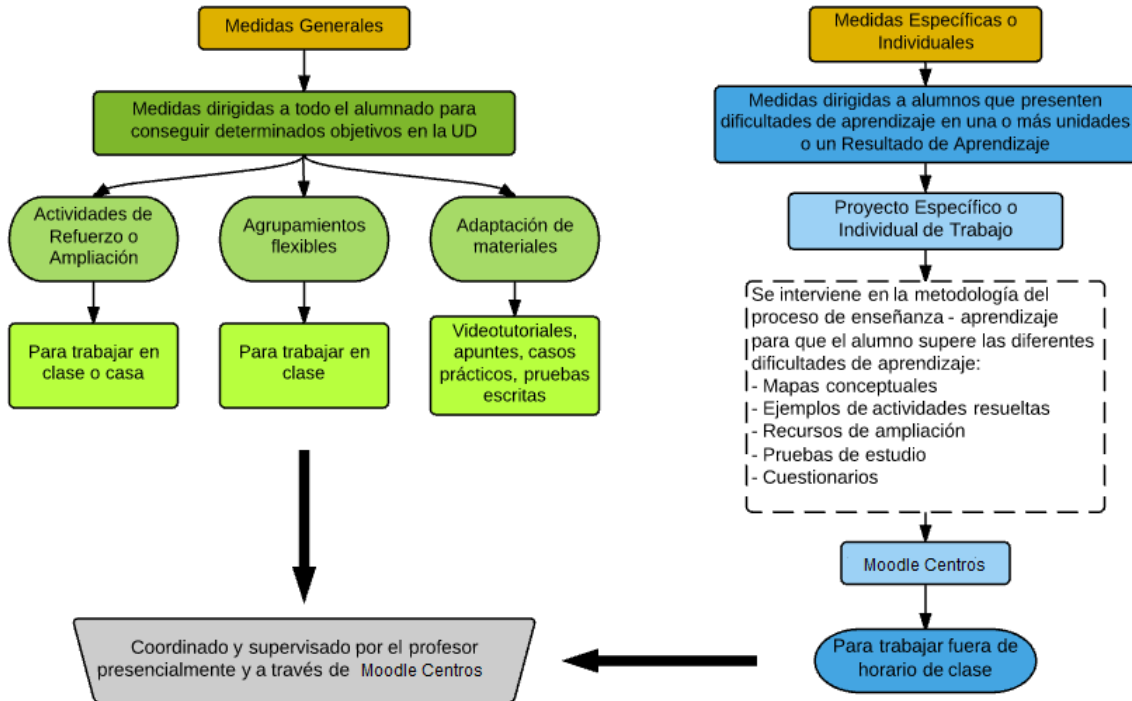 Medidas Generales
Medidas dirigidas a todo el alumnado para
conseguir determinados objetivos en la UD
Actividades de
Refuerzo o
Ampliación
Agrupamientos
flexibles
Adaptación de
materiales
Para trabajar en
clase o casa
Para trabajar en
clase
Videotutoriales,
apuntes, casos
prácticos, pruebas
escritas
Medidas Específicas o
Individuales
Medidas dirigidas a alumnos que presenten
dificultades de aprendizaje en una o más unidades
o un Resultado de Aprendizaje
Proyecto Específico o
Individual de Trabajo
Se interviene en la metodología del
proceso de enseñanza - aprendizaje
para que el alumno supere las diferentes
dificultades de aprendizaje:
- Mapas conceptuales
- Ejemplos de actividades resueltas
- Recursos de ampliación
- Pruebas de estudio
- Cuestionarios
Moodle Centros
Para trabajar fuera de
horario de clase
Coordinado y supervisado por el profesor
presencialmente y a través de Moodle Centros